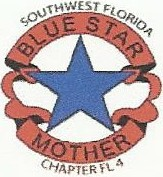 SOUTHWEST FLORIDA
BLUE STAR
MOTHER
CHAPTER FL 4